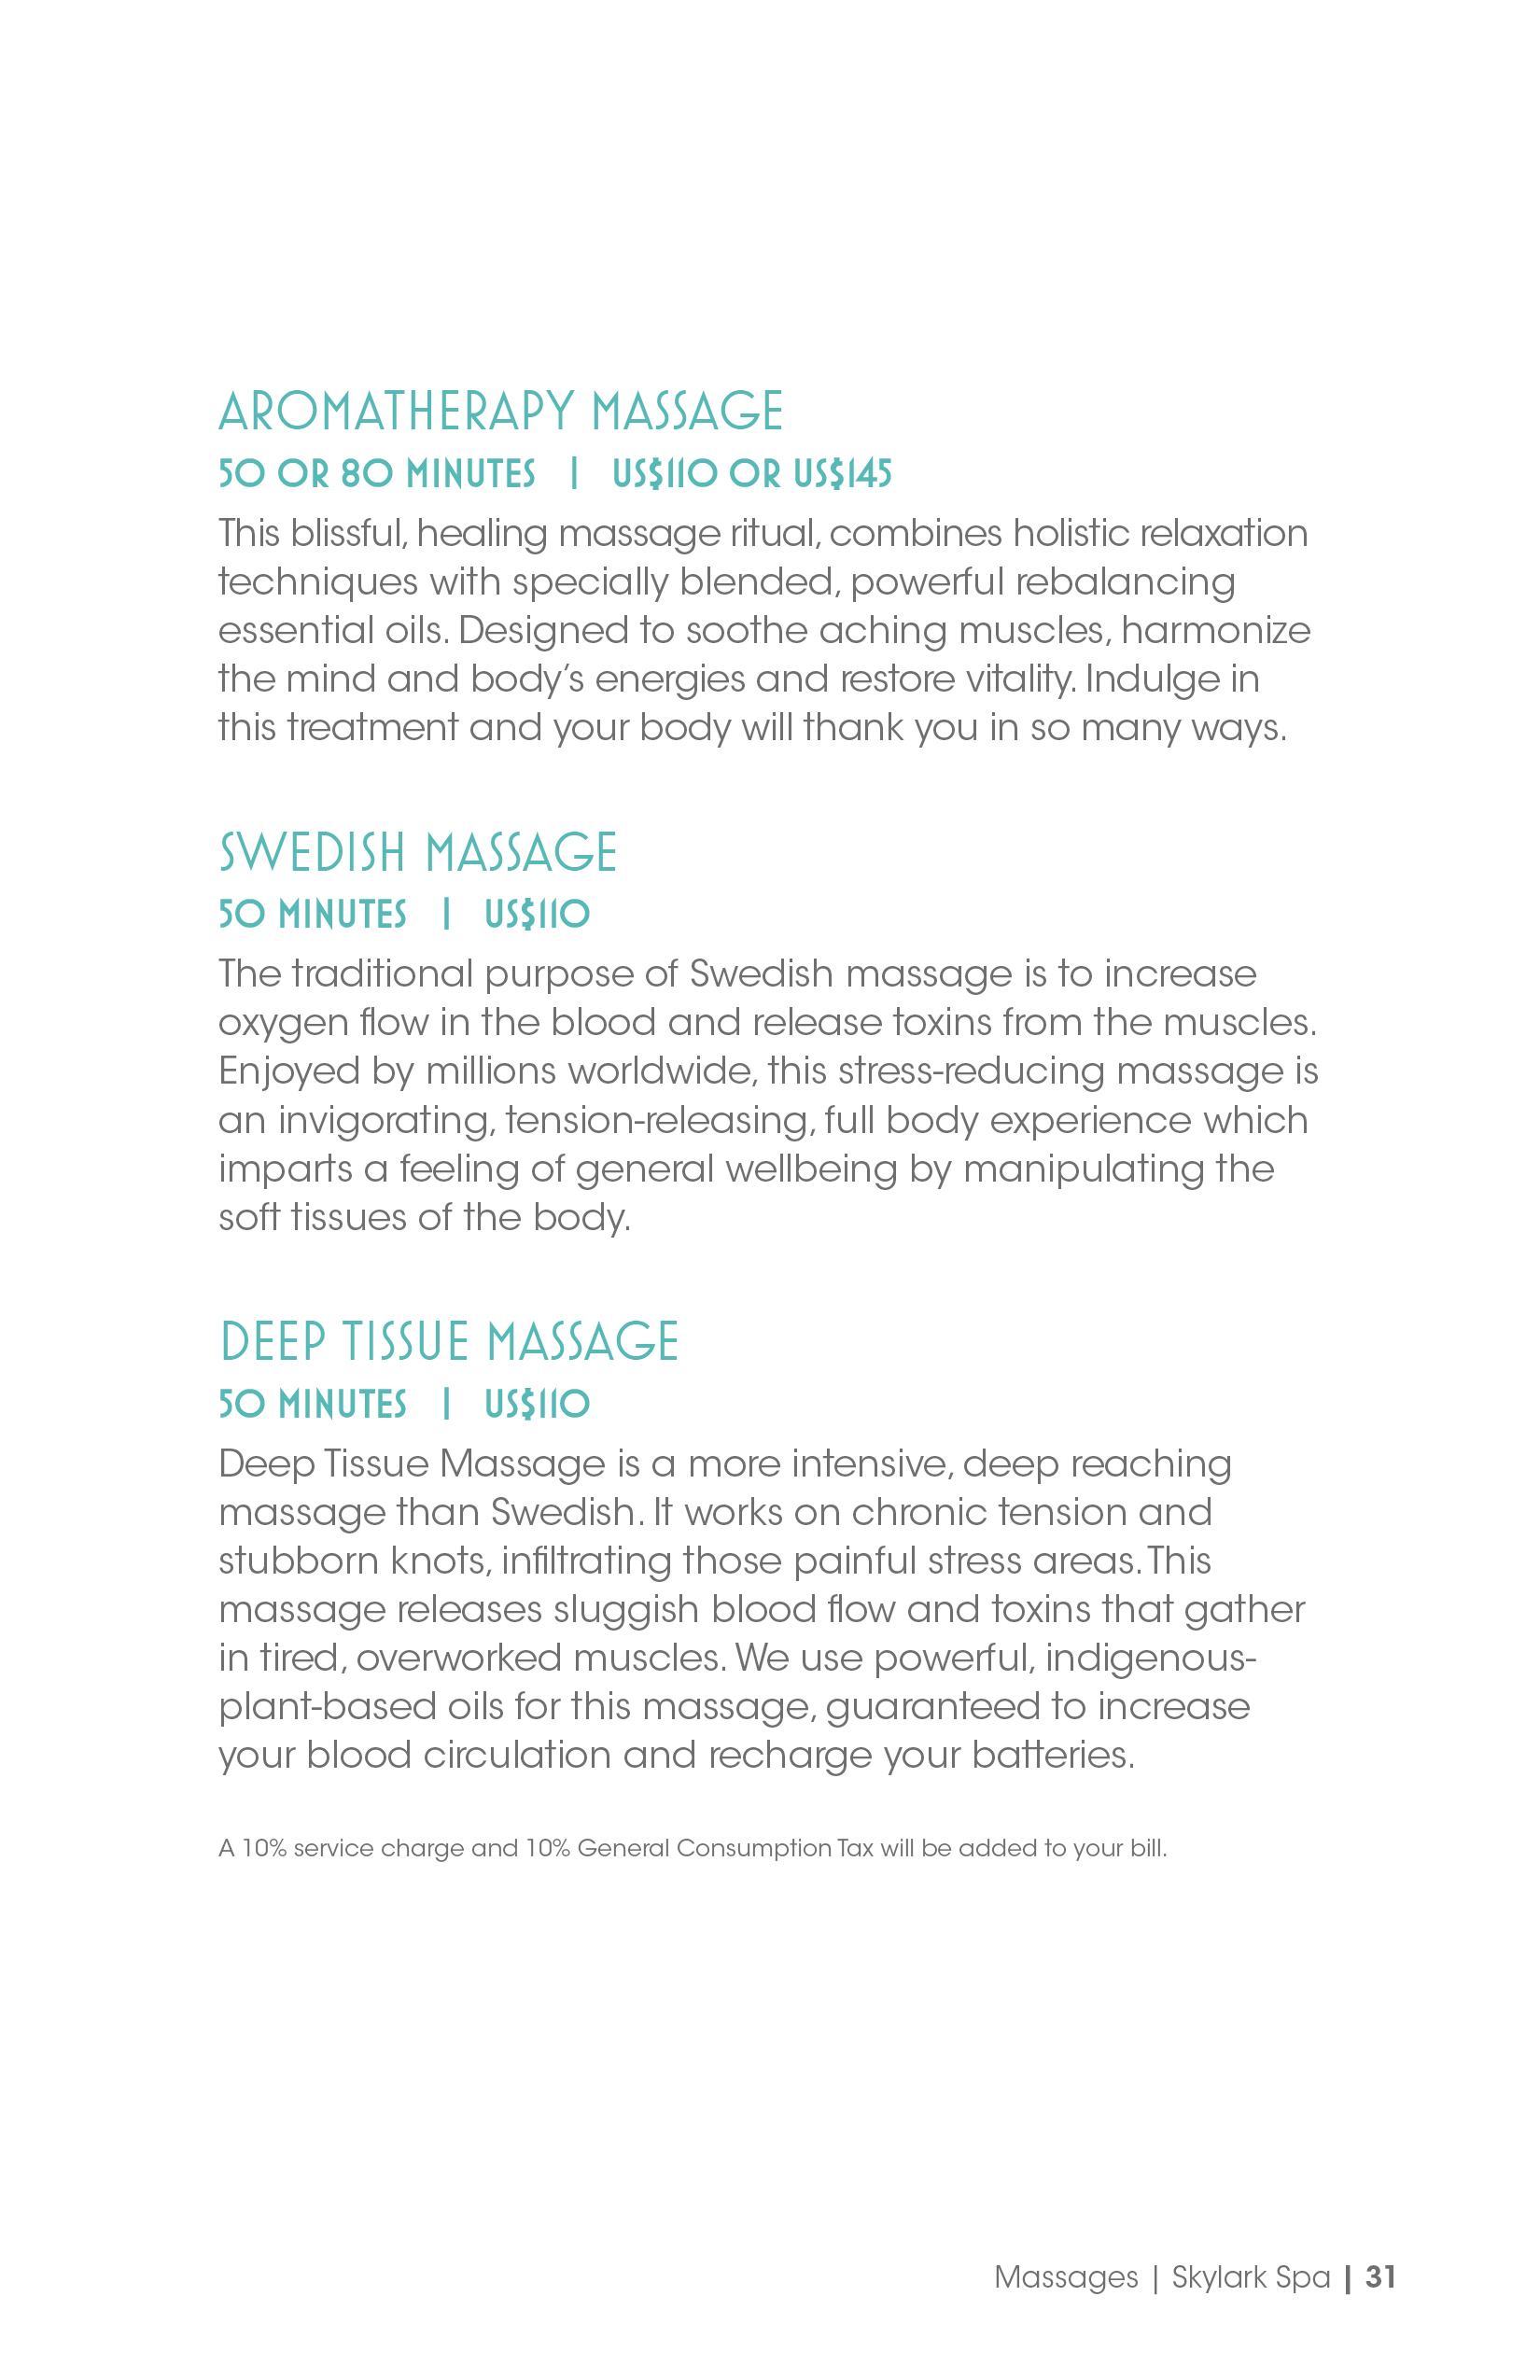 AROMATHERAPY MASSAGE
50 OR 80 MINUTES | US$110 OR US$145
This blissful, healing massage ritual, combines holistic relaxation
techniques with specially blended, powerful rebalancing
essential oils. Designed to soothe aching muscles, harmonize
the mind and body’s energies and restore vitality. Indulge in
this treatment and your body will thank you in so many ways.
SWEDISH MASSAGE
50 MINUTES | US$110
The traditional purpose of Swedish massage is to increase
oxygen flow in the blood and release toxins from the muscles.
Enjoyed by millions worldwide, this stress-reducing massage is
an invigorating, tension-releasing, full body experience which
imparts a feeling of general wellbeing by manipulating the
soft tissues of the body.
DEEP TISSUE MASSAGE
50 MINUTES | US$110
Deep Tissue Massage is a more intensive, deep reaching
massage than Swedish. It works on chronic tension and
stubborn knots, infiltrating those painful stress areas. This
massage releases sluggish blood flow and toxins that gather
in tired, overworked muscles. We use powerful, indigenous-
plant-based oils for this massage, guaranteed to increase
your blood circulation and recharge your batteries.
A 10% service charge and 10% General Consumption Tax will be added to your bill.
Massages | Skylark Spa | 31